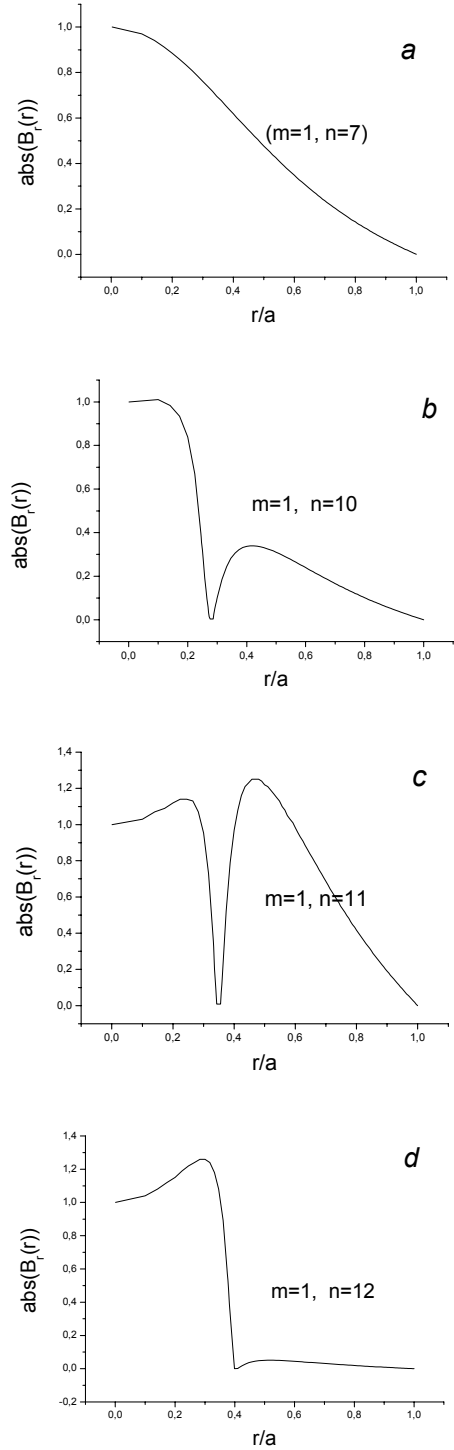 a
1,0
0,8
0,6
0,4
0,2
0,0
abs(B_r(r))
(m=1, n=7)
0,0 0,2 0,4 0,6 0,8 1,0
r/a
b
1,0
0,8
0,6
0,4
0,2
0,0
abs(B_r(r))
m=1, n=10
0,0 0,2 0,4 0,6 0,8 1,0
r/a
c
1,4
1,2
1,0
0,8
0,6
0,4
0,2
0,0
abs(B_r(r))
m=1, n=11
0,0 0,2 0,4 0,6 0,8 1,0
r/a
d
1,4
1,2
1,0
0,8
0,6
0,4
0,2
0,0
-0,2
abs(B_r(r))
m=1, n=12
0,0 0,2 0,4 0,6 0,8 1,0
r/a